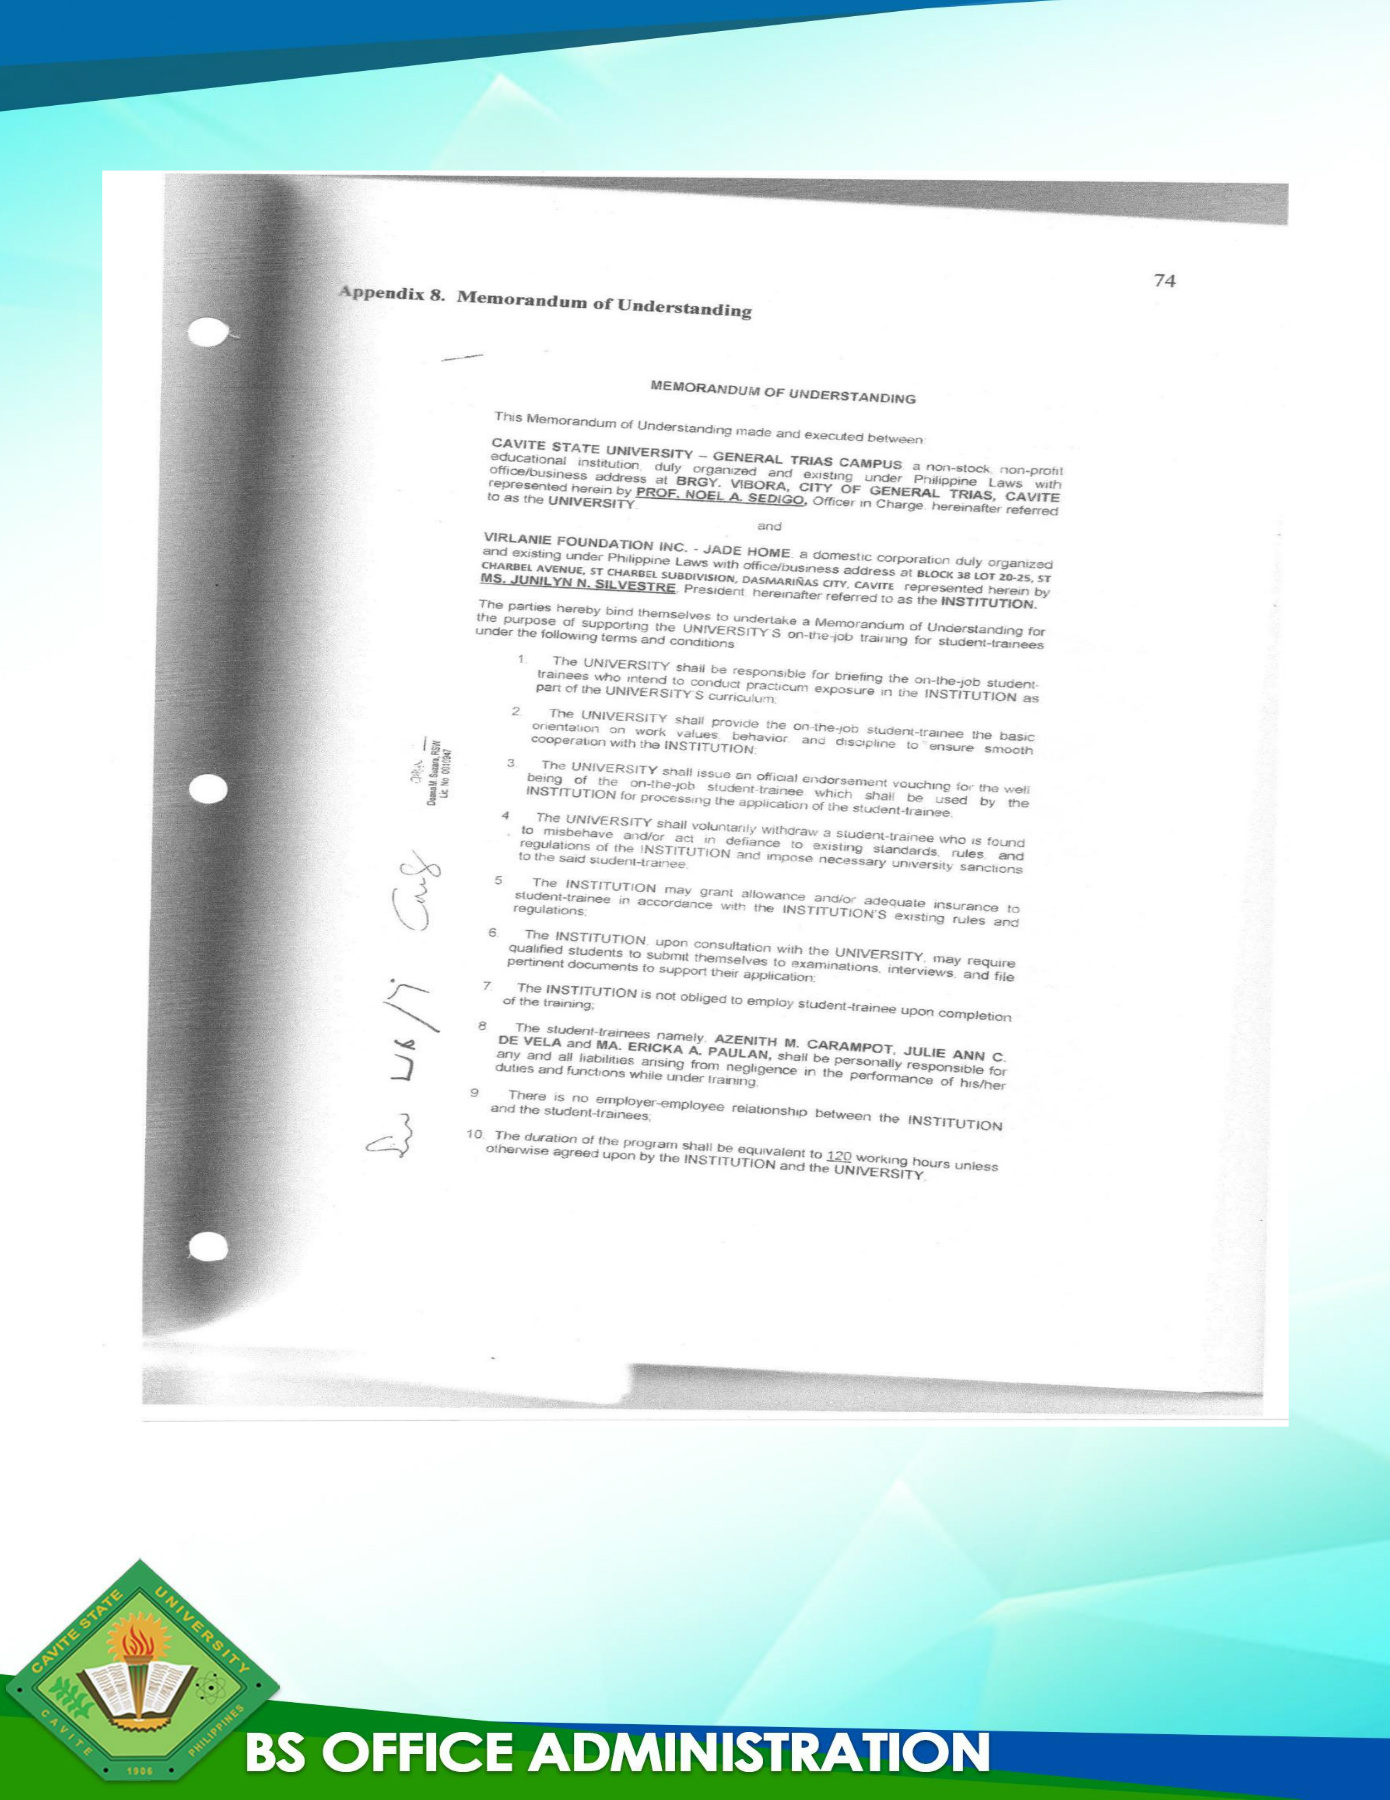 74
Appendix 8. Memorandum of Understanding
MEMORANDUM OF UNDERSTANDING
This Memorandum of Understanding made and executed between:
CAVITE STATE UNIVERSITY – GENERAL TRIAS CAMPUS, a non-stock, non-profit
educational institution, duly organized and existing under Philippine Laws with
office/business address at BRGY. VIBORA, CITY OF GENERAL TRIAS, CAVITE
represented herein by PROF. NOEL A. SEDIGO, Officer in Charge, hereinafter referred
to as the UNIVERSITY.
and
VIRLANIE FOUNDATION INC. - JADE HOME, a domestic corporation duly organized
and existing under Philippine Laws with office/business address at BLOCK 38 LOT 20-25, ST
CHARBEL AVENUE, ST CHARBEL SUBDIVISION, DASMARIÑAS CITY, CAVITE represented herein by
MS. JUNILYN N. SILVESTRE, President, hereinafter referred to as the INSTITUTION.
The parties hereby bind themselves to undertake a Memorandum of Understanding for
the purpose of supporting the UNIVERSITY'S on-the-job training for student-trainees
under the following terms and conditions
1. The UNIVERSITY shall be responsible for briefing the on-the-job student-
trainees who intend to conduct practicum exposure in the INSTITUTION as
part of the UNIVERSITY'S curriculum;
2. The UNIVERSITY shall provide the on-the-job student-trainee the basic
orientation on work values, behavior, and discipline to ensure smooth
cooperation with the INSTITUTION;
3. The UNIVERSITY shall issue an official endorsement vouching for the well
being of the on-the-job student-trainee which shall be used by the
INSTITUTION for processing the application of the student-trainee;
4. The UNIVERSITY shall voluntarily withdraw a student-trainee who is found
to misbehave and/or act in defiance to existing standards, rules, and
regulations of the INSTITUTION and impose necessary university sanctions
to the said student-trainee;
5. The INSTITUTION may grant allowance and/or adequate insurance to
student-trainee in accordance with the INSTITUTION'S existing rules and
regulations;
6. The INSTITUTION, upon consultation with the UNIVERSITY, may require
qualified students to submit themselves to examinations, interviews, and file
pertinent documents to support their application;
7. The INSTITUTION is not obliged to employ student-trainee upon completion
of the training;
8. The student-trainees namely, AZENITH M. CARAMPOT, JULIE ANN C.
DE VELA and MA. ERICKA A. PAULAN, shall be personally responsible for
any and all liabilities arising from negligence in the performance of his/her
duties and functions while under training;
9. There is no employer-employee relationship between the INSTITUTION
and the student-trainees;
10. The duration of the program shall be equivalent to 120 working hours unless
otherwise agreed upon by the INSTITUTION and the UNIVERSITY.
Lic. No 0010947
CAVITE STATE UNIVERSITY
CAVITE PHILIPPINES
1906
BS OFFICE ADMINISTRATION